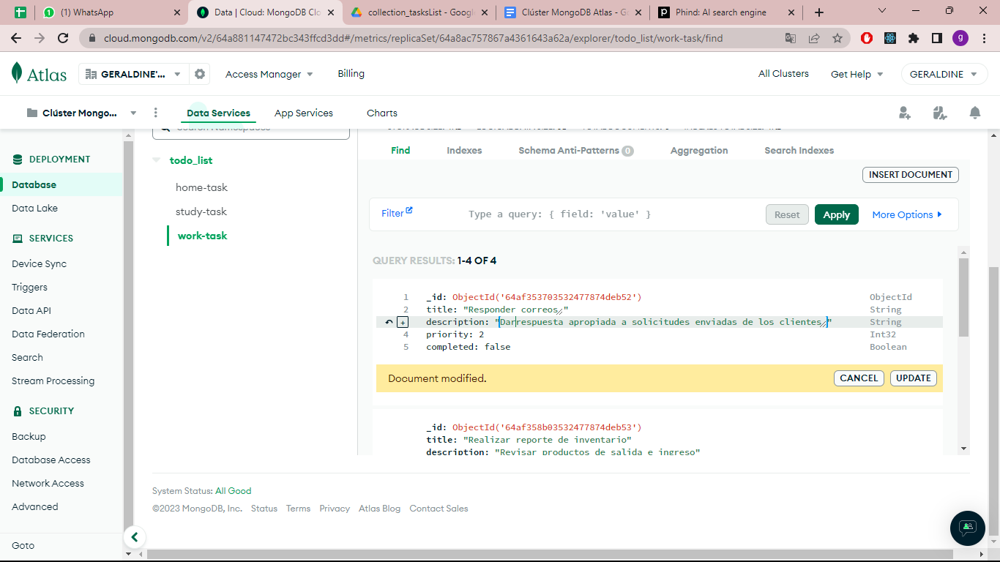 (1) WhatsApp
Data | Cloud: MongoDB Clo
collection_tasksList - Google
Clúster MongoDB Atlas - G
Phind: AI search engine
cloud.mongodb.com/v2/64a881147472bc343ffcd3dd#/metrics/replicaSet/64a8ac757867a4361643a62a/explorer/todo_list/work-task/find
g
Atlas
GERALDINE'...
Access Manager
Billing
All Clusters
Get Help
GERALDINE
Clúster Mongo...
Data Services
App Services
Charts
DEPLOYMENT
Database
Data Lake
SERVICES
Device Sync
Triggers
Data API
Data Federation
Search
Stream Processing
SECURITY
Backup
Database Access
Network Access
Advanced
Goto
Search Namespaces
todo_list
home-task
study-task
work-task
Find
Indexes
Schema Anti-Patterns 0
Aggregation
Search Indexes
INSERT DOCUMENT
Filter
Type a query: { field: 'value' }
Reset
Apply
More Options
QUERY RESULTS: 1-4 OF 4
1 _id: ObjectId('64af353703532477874deb52') ObjectId
2 title: "Responder correos" String
+ description: "Darrespuesta apropiada a solicitudes enviadas de los clientes" String
4 priority: 2 Int32
5 completed: false Boolean
Document modified.
CANCEL
UPDATE
_id: ObjectId('64af358b03532477874deb53')
title: "Realizar reporte de inventario"
description: "Revisar productos de salida e ingreso"
System Status: All Good
©2023 MongoDB, Inc. Status Terms Privacy Atlas Blog Contact Sales